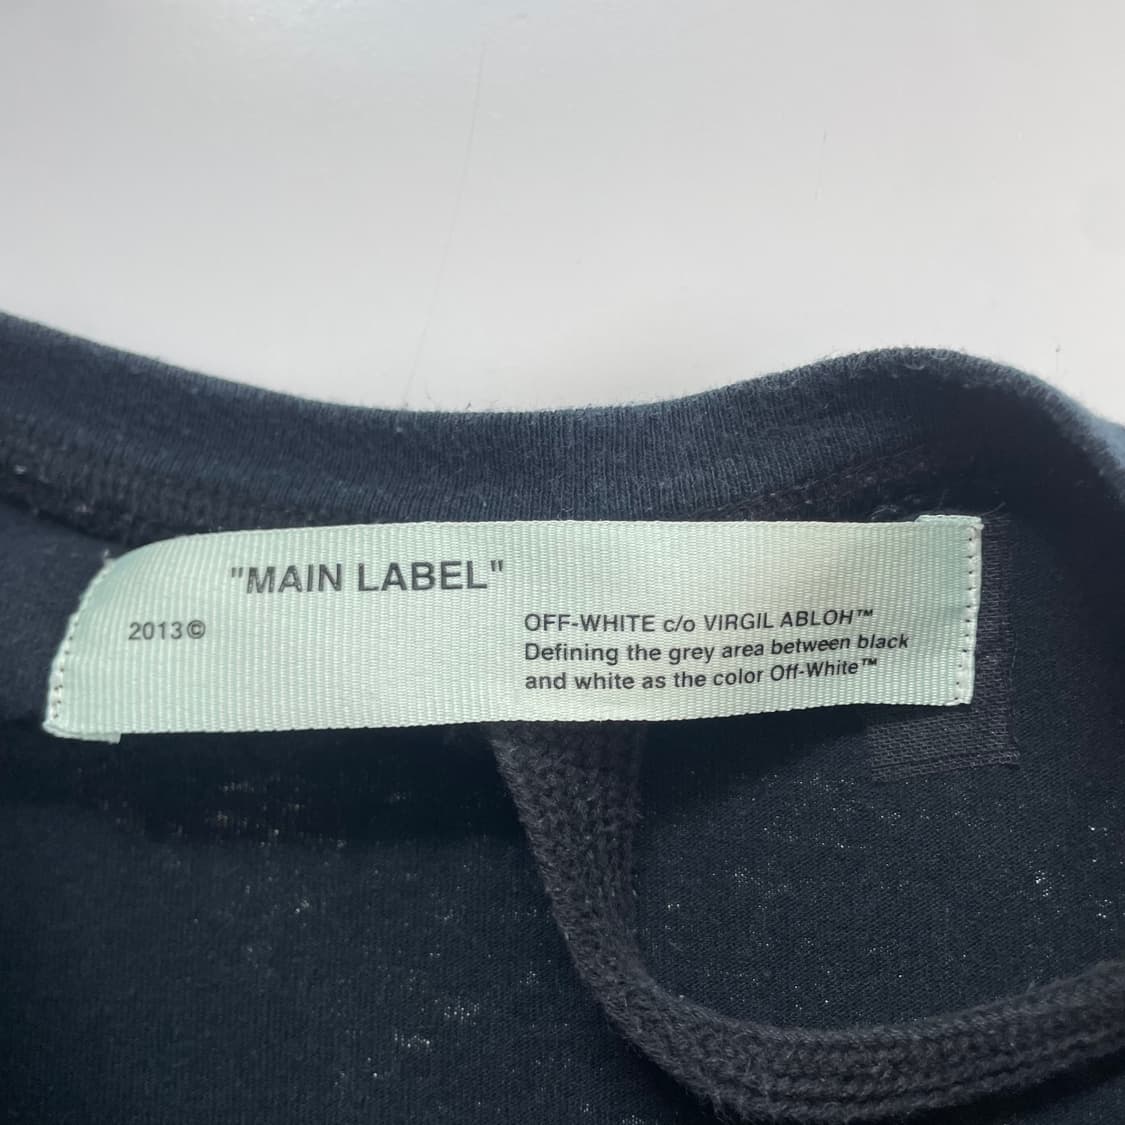 "MAIN LABEL"
2013©
OFF-WHITE c/o VIRGIL ABLOH™
Defining the grey area between black
and white as the color Off-White™